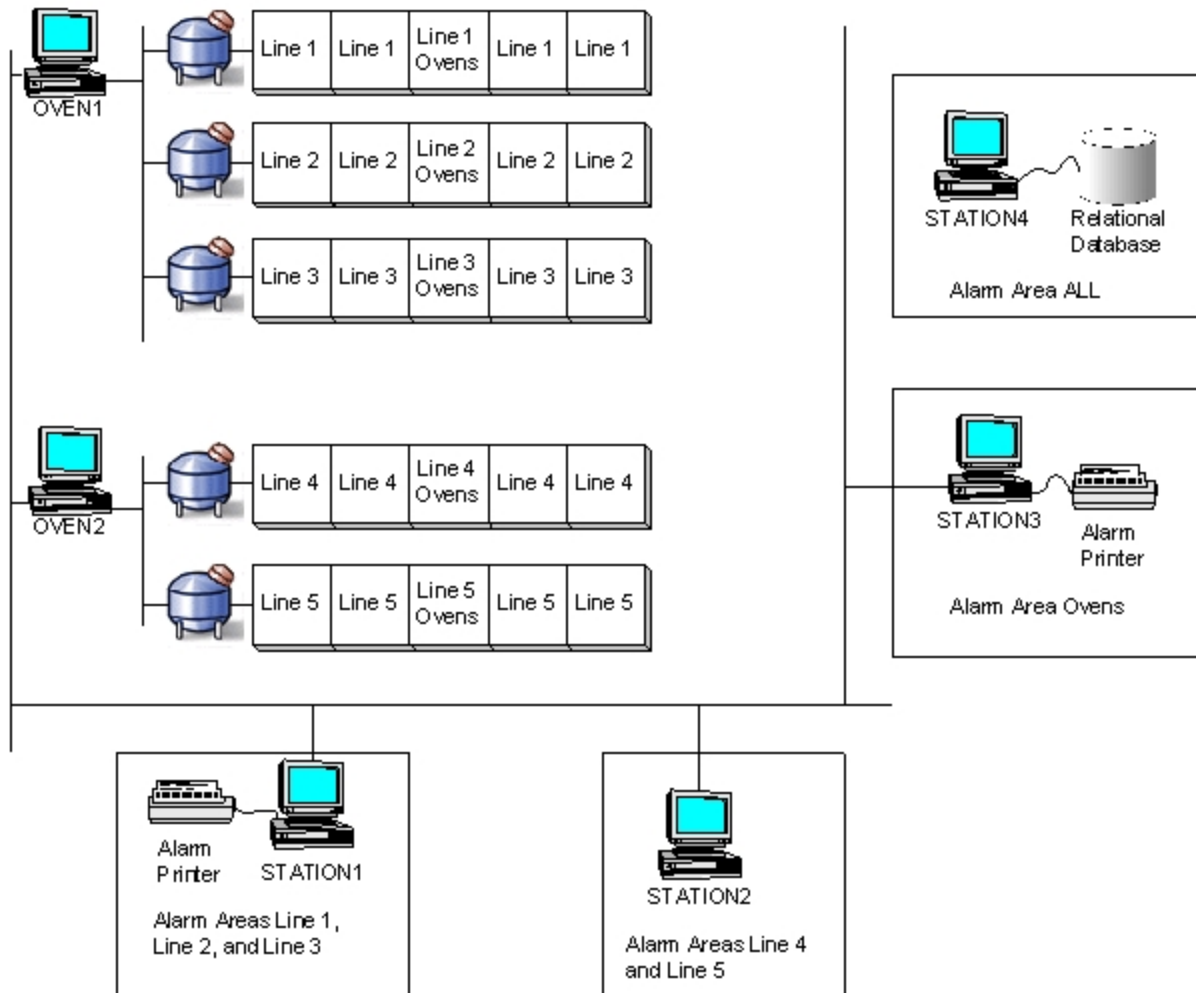 OVEN1
Line 1 Line 1 Line 1 Ovens Line 1 Line 1
Line 2 Line 2 Line 2 Ovens Line 2 Line 2
Line 3 Line 3 Line 3 Ovens Line 3 Line 3
STATION4
Relational
Database
Alarm Area ALL
OVEN2
Line 4 Line 4 Line 4 Ovens Line 4 Line 4
Line 5 Line 5 Line 5 Ovens Line 5 Line 5
STATION3
Alarm
Printer
Alarm Area Ovens
Alarm
Printer
STATION1
Alarm Areas Line 1,
Line 2, and Line 3
STATION2
Alarm Areas Line 4
and Line 5